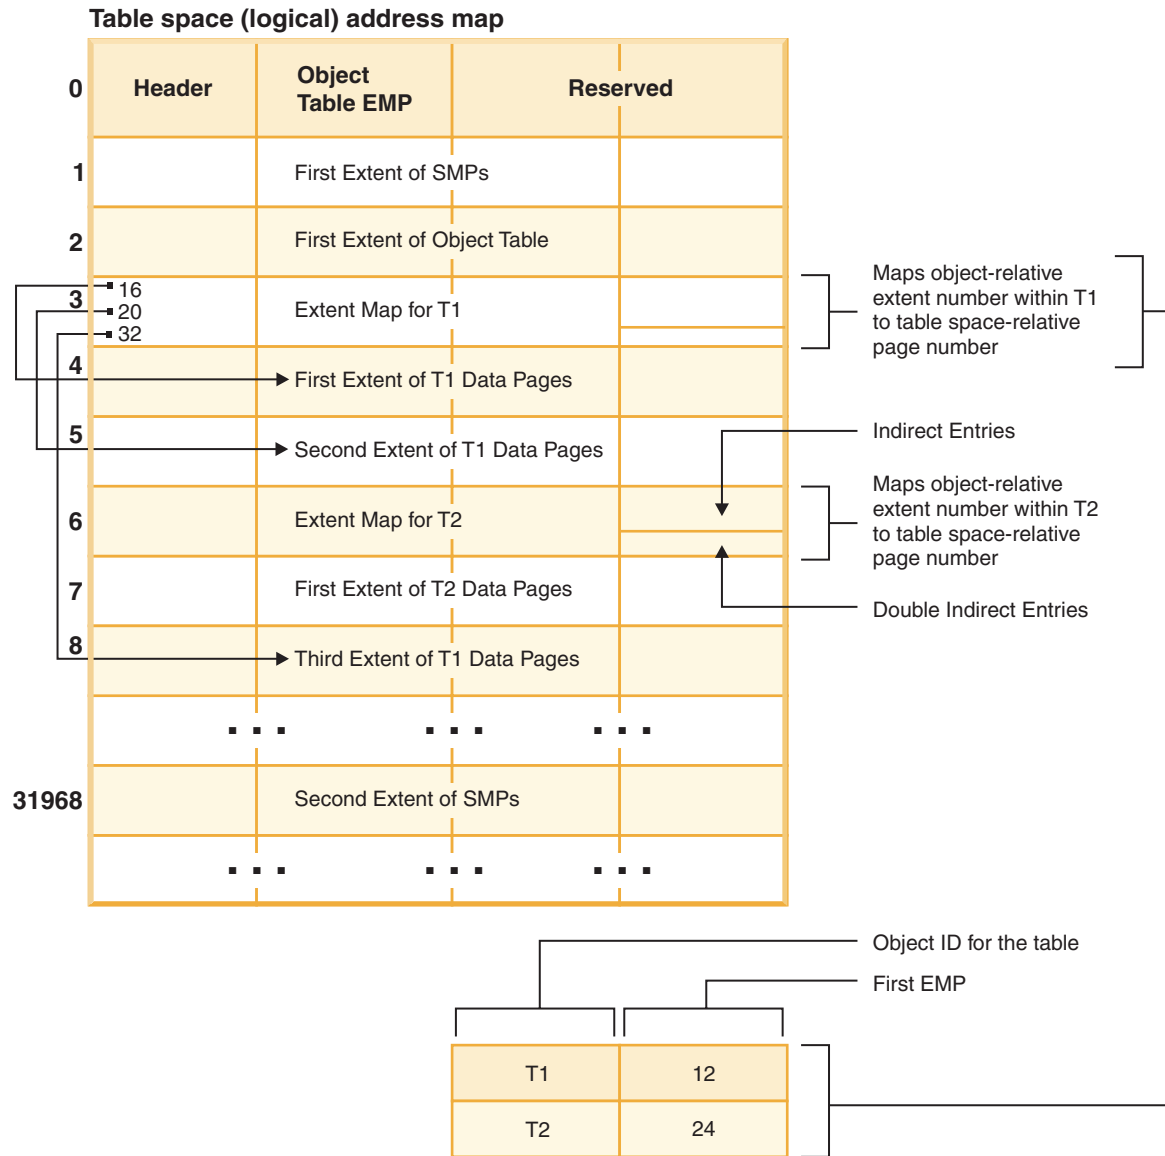 Table space (logical) address map
0
Header
Object
Table EMP
Reserved
1
First Extent of SMPs
2
First Extent of Object Table
3
16
20
32
Extent Map for T1
Maps object-relative
extent number within T1
to table space-relative
page number
4
First Extent of T1 Data Pages
5
Second Extent of T1 Data Pages
Indirect Entries
6
Extent Map for T2
Maps object-relative
extent number within T2
to table space-relative
page number
7
First Extent of T2 Data Pages
Double Indirect Entries
8
Third Extent of T1 Data Pages
31968
Second Extent of SMPs
Object ID for the table
First EMP
T1
12
T2
24